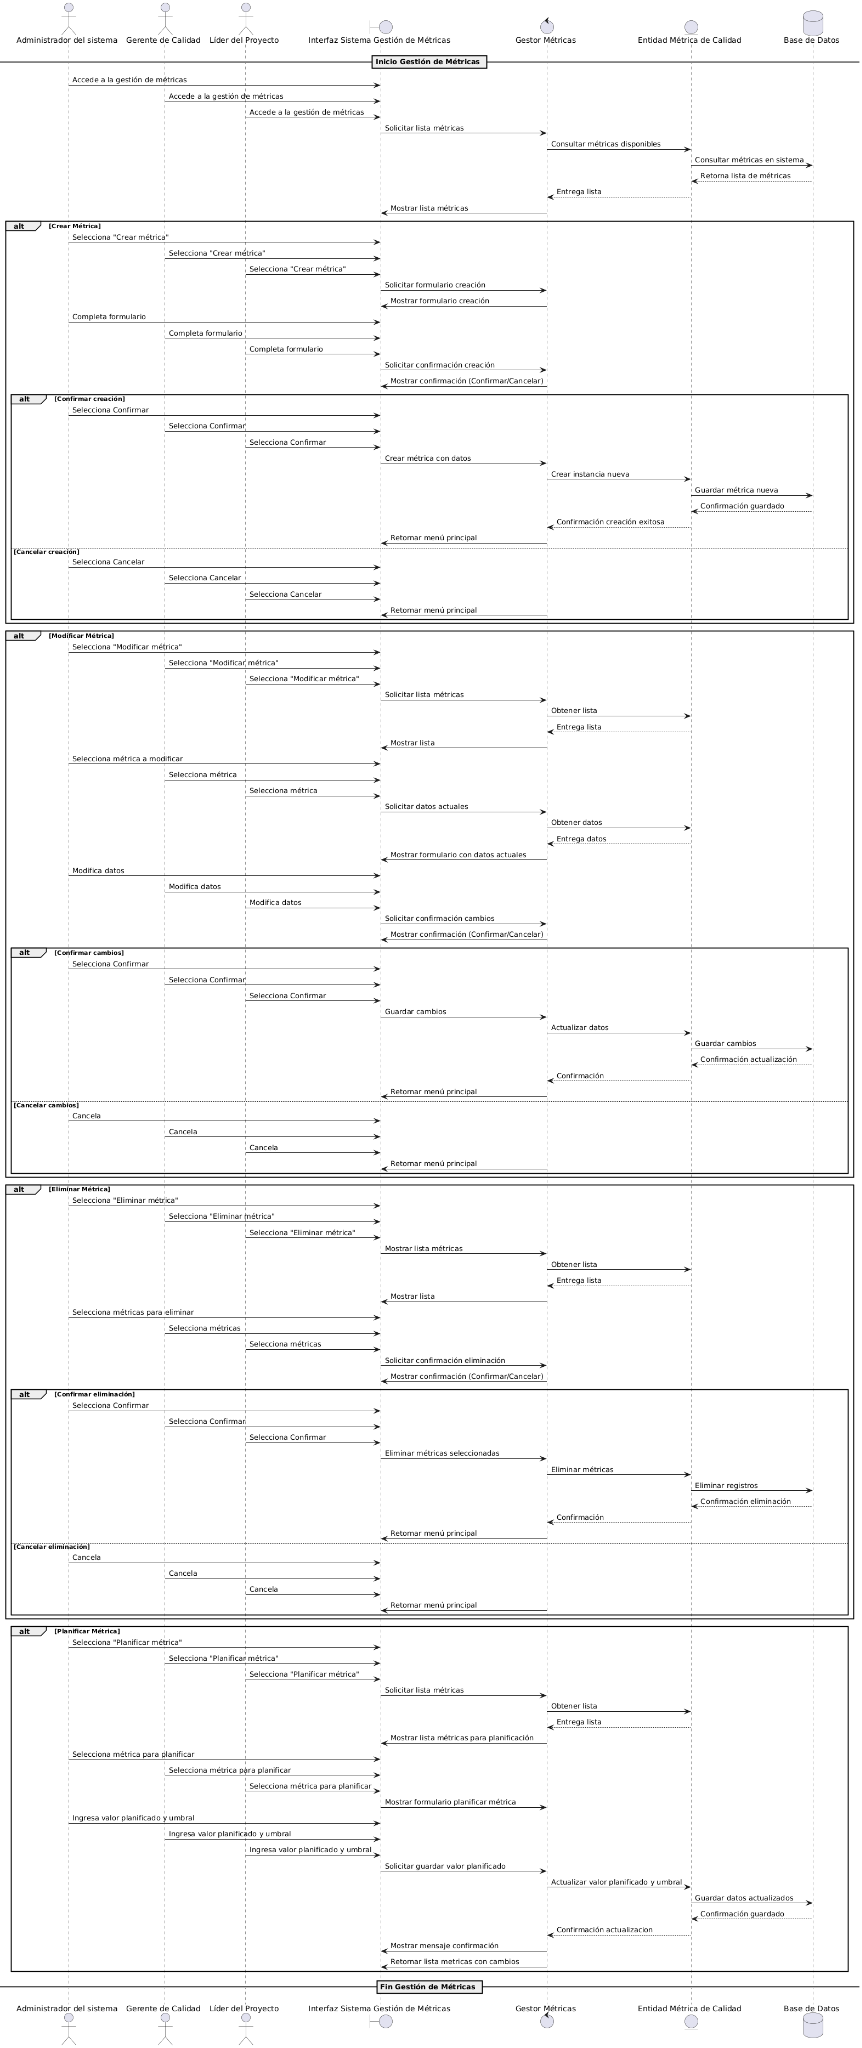 Administrador del sistema Gerente de Calidad Líder del Proyecto Interfaz Sistema Gestión de Métricas Gestor Métricas Entidad Métrica de Calidad Base de Datos
Inicio Gestión de Métricas
Accede a la gestión de métricas
Accede a la gestión de métricas
Accede a la gestión de métricas
Solicitar lista métricas
Consultar métricas disponibles
Consultar métricas en sistema
Retorna lista de métricas
Entrega lista
Mostrar lista métricas
alt [Crear Métrica]
Selecciona "Crear métrica"
Selecciona "Crear métrica"
Selecciona "Crear métrica"
Solicitar formulario creación
Mostrar formulario creación
Completa formulario
Completa formulario
Completa formulario
Solicitar confirmación creación
Mostrar confirmación (Confirmar/Cancelar)
alt [Confirmar creación]
Selecciona Confirmar
Selecciona Confirmar
Selecciona Confirmar
Crear métrica con datos
Crear instancia nueva
Guardar métrica nueva
Confirmación guardado
Confirmación creación exitosa
Retornar menú principal
[Cancelar creación]
Selecciona Cancelar
Selecciona Cancelar
Selecciona Cancelar
Retornar menú principal
alt [Modificar Métrica]
Selecciona "Modificar métrica"
Selecciona "Modificar métrica"
Selecciona "Modificar métrica"
Solicitar lista métricas
Obtener lista
Entrega lista
Mostrar lista
Selecciona métrica a modificar
Selecciona métrica
Selecciona métrica
Solicitar datos actuales
Obtener datos
Entrega datos
Mostrar formulario con datos actuales
Modifica datos
Modifica datos
Modifica datos
Solicitar confirmación cambios
Mostrar confirmación (Confirmar/Cancelar)
alt [Confirmar cambios]
Selecciona Confirmar
Selecciona Confirmar
Selecciona Confirmar
Guardar cambios
Actualizar datos
Guardar cambios
Confirmación actualización
Confirmación
Retornar menú principal
[Cancelar cambios]
Cancela
Cancela
Cancela
Retornar menú principal
alt [Eliminar Métrica]
Selecciona "Eliminar métrica"
Selecciona "Eliminar métrica"
Selecciona "Eliminar métrica"
Mostrar lista métricas
Obtener lista
Entrega lista
Mostrar lista
Selecciona métricas para eliminar
Selecciona métricas
Selecciona métricas
Solicitar confirmación eliminación
Mostrar confirmación (Confirmar/Cancelar)
alt [Confirmar eliminación]
Selecciona Confirmar
Selecciona Confirmar
Selecciona Confirmar
Eliminar métricas seleccionadas
Eliminar métricas
Eliminar registros
Confirmación eliminación
Confirmación
Retornar menú principal
[Cancelar eliminación]
Cancela
Cancela
Cancela
Retornar menú principal
alt [Planificar Métrica]
Selecciona "Planificar métrica"
Selecciona "Planificar métrica"
Selecciona "Planificar métrica"
Solicitar lista métricas
Obtener lista
Entrega lista
Mostrar lista métricas para planificación
Selecciona métrica para planificar
Selecciona métrica para planificar
Selecciona métrica para planificar
Mostrar formulario planificar métrica
Ingresa valor planificado y umbral
Ingresa valor planificado y umbral
Ingresa valor planificado y umbral
Solicitar guardar valor planificado
Actualizar valor planificado y umbral
Guardar datos actualizados
Confirmación guardado
Confirmación actualizacion
Mostrar mensaje confirmación
Retornar lista metricas con cambios
Fin Gestión de Métricas
Administrador del sistema Gerente de Calidad Líder del Proyecto Interfaz Sistema Gestión de Métricas Gestor Métricas Entidad Métrica de Calidad Base de Datos